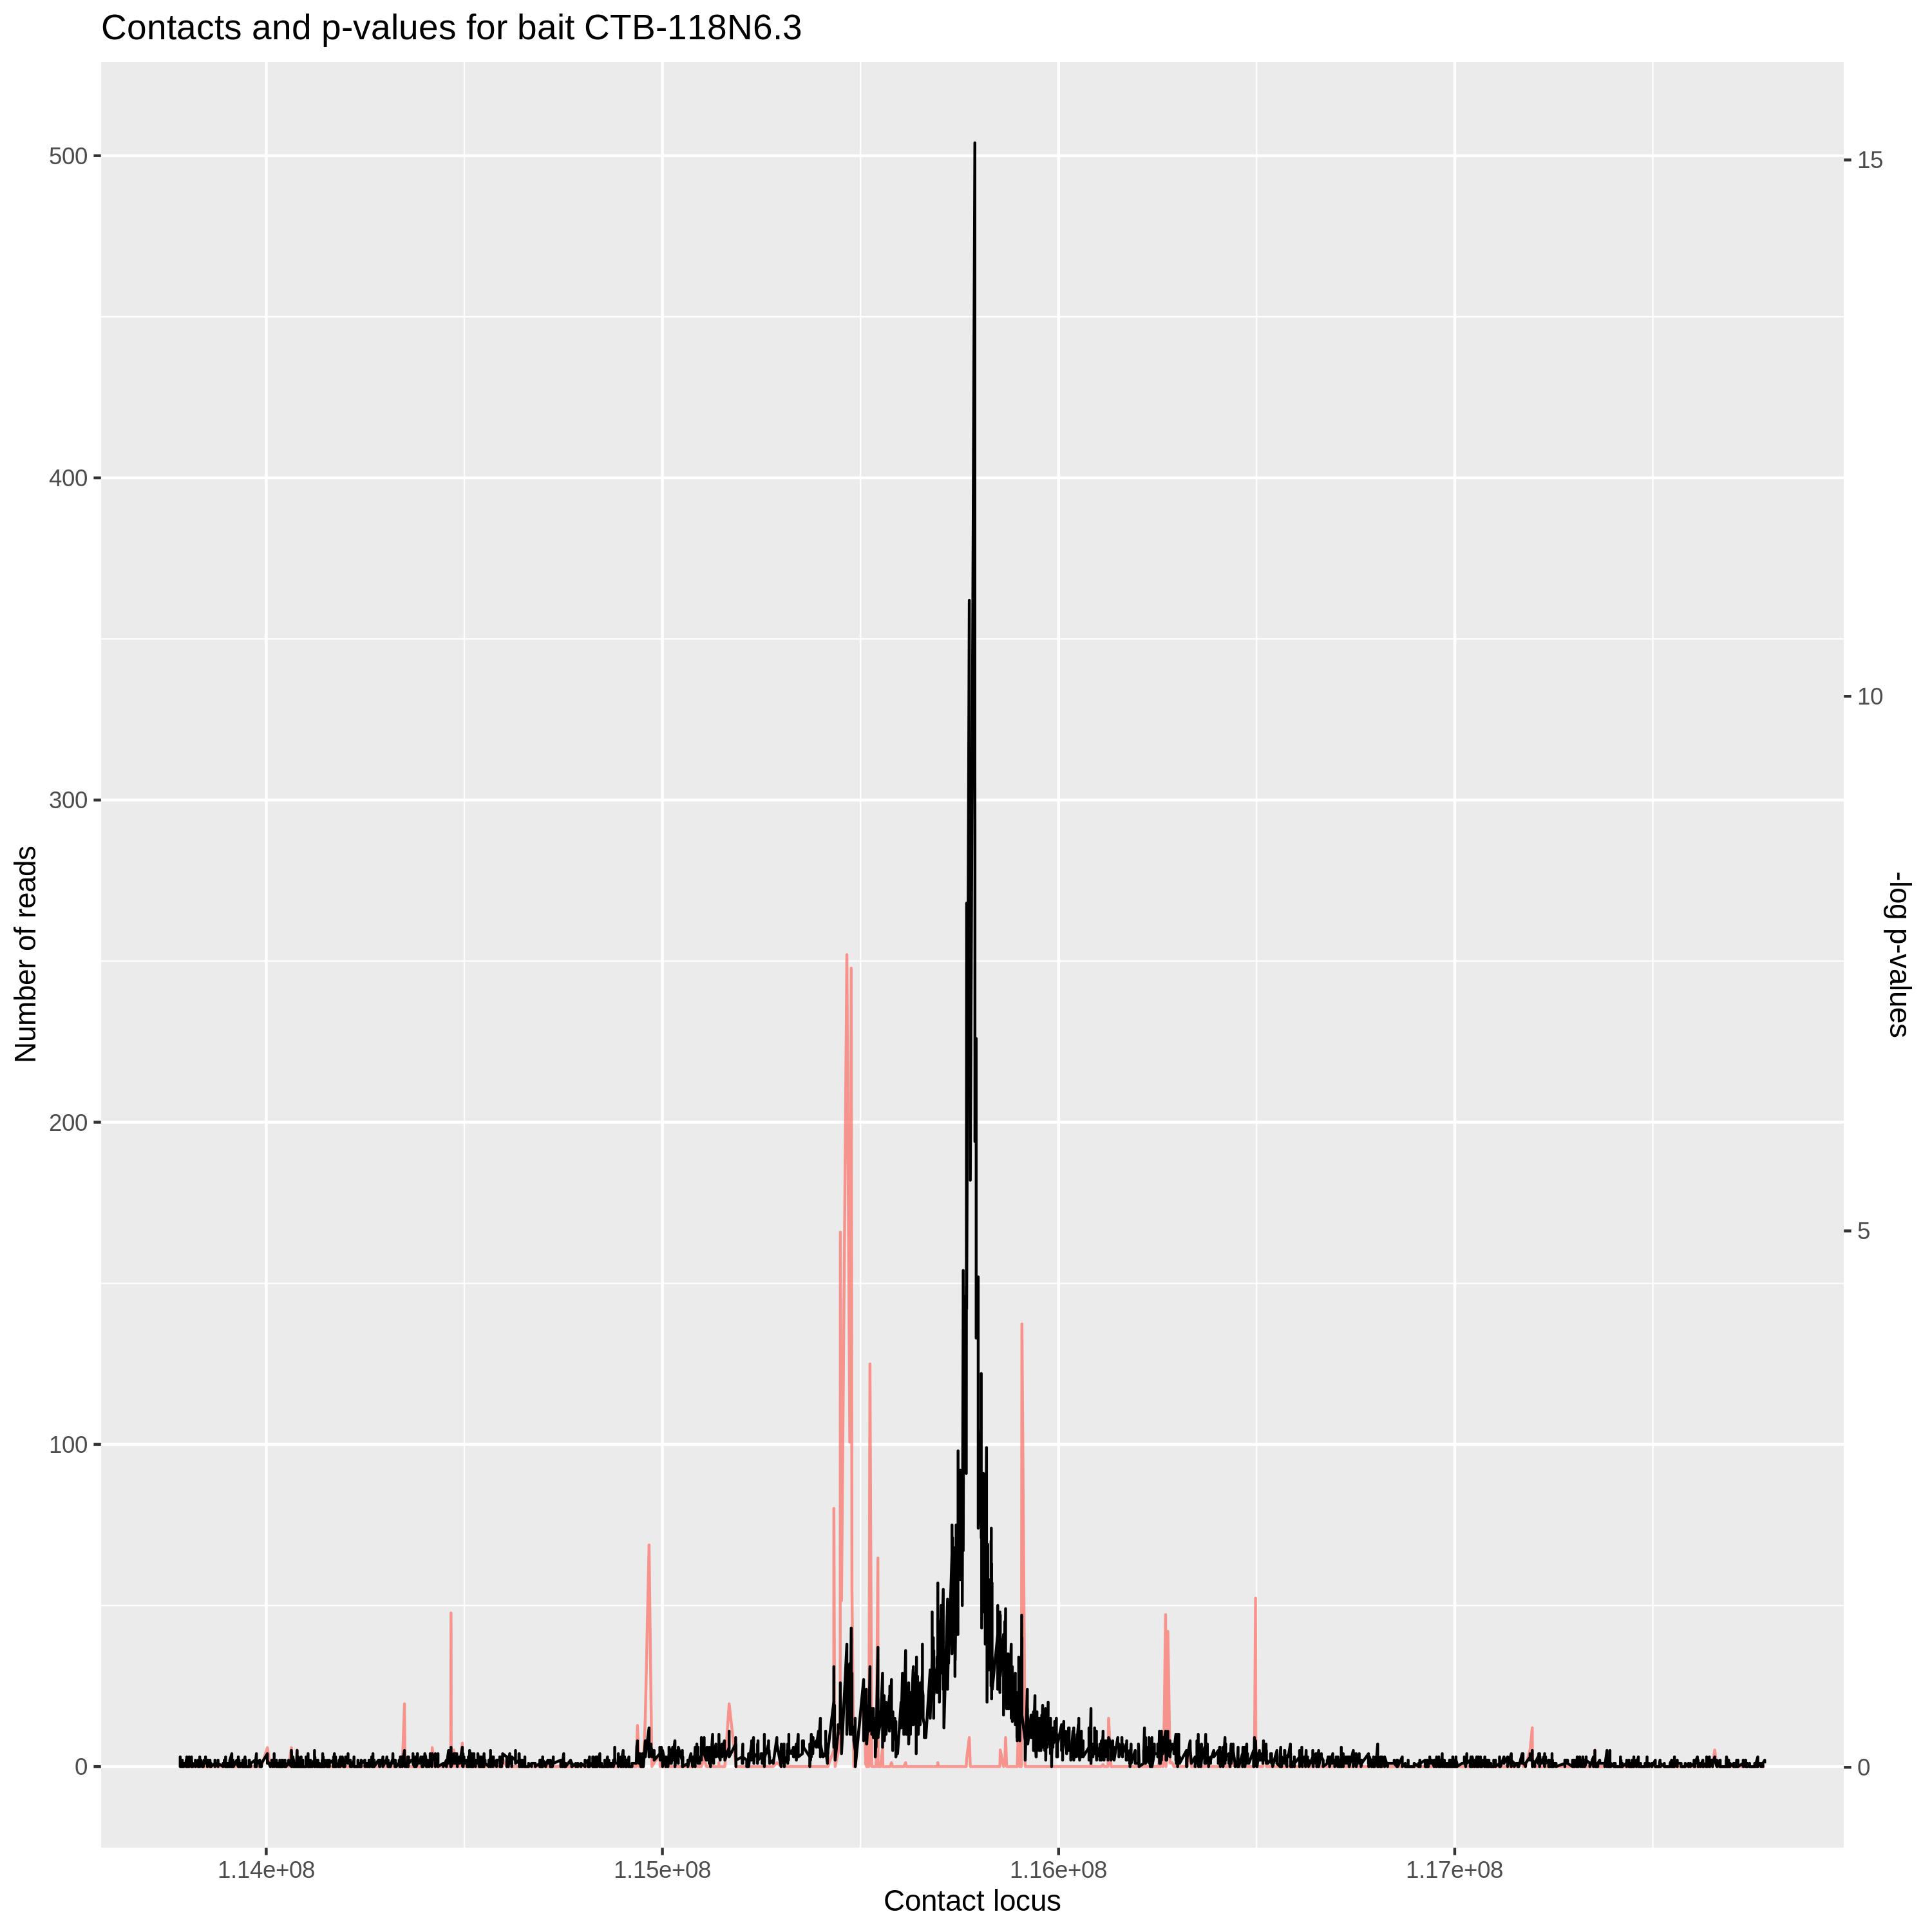 Contacts and p-values for bait CTB-118N6.3
500
400
300
200
100
0
Number of reads
15
10
5
0
-log p-values
1.14e+08
1.15e+08
1.16e+08
1.17e+08
Contact locus